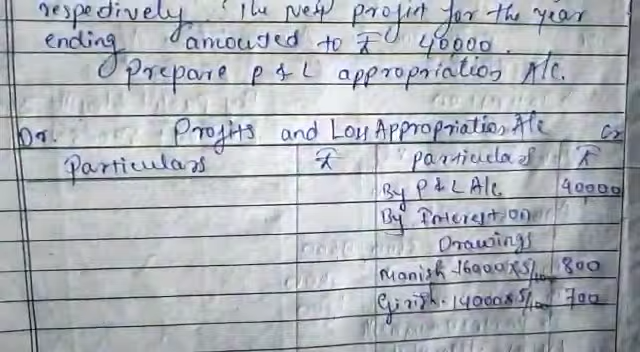 respectively. The Net profit for the year
ending amounted to ₹ 40000.
Prepare P & L appropriation A/c.
Dr. Profits and Loss Appropriation A/c Cr
Particulars ₹ particulars ₹
By P & L A/c 40000
By Interest on
Drawings
Manish - 16000 x 5/100 800
Girish - 14000 x 5/100 700